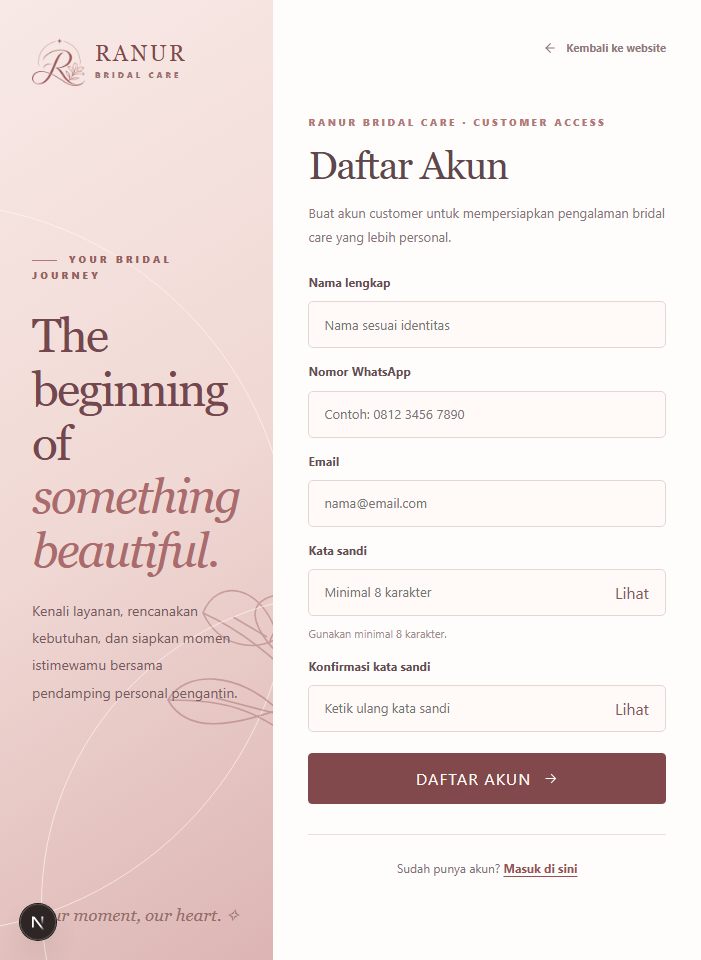 RANUR
BRIDAL CARE
YOUR BRIDAL
JOURNEY
The
beginning
of
something
beautiful.
Kenali layanan, rencanakan
kebutuhan, dan siapkan momen
istimewamu bersama
pendamping personal pengantin.
moment, our heart. ✧
N
← Kembali ke website
RANUR BRIDAL CARE · CUSTOMER ACCESS
Daftar Akun
Buat akun customer untuk mempersiapkan pengalaman bridal
care yang lebih personal.
Nama lengkap
Nama sesuai identitas
Nomor WhatsApp
Contoh: 0812 3456 7890
Email
nama@email.com
Kata sandi
Minimal 8 karakter Lihat
Gunakan minimal 8 karakter.
Konfirmasi kata sandi
Ketik ulang kata sandi Lihat
DAFTAR AKUN →
Sudah punya akun? Masuk di sini